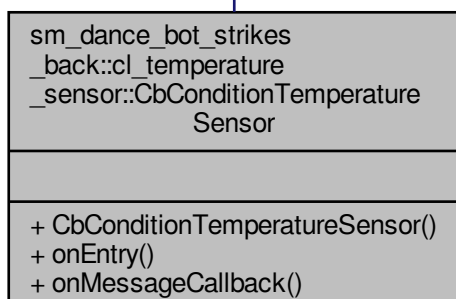 sm_dance_bot_strikes
_back::cl_temperature
_sensor::CbConditionTemperature
Sensor
+ CbConditionTemperatureSensor()
+ onEntry()
+ onMessageCallback()